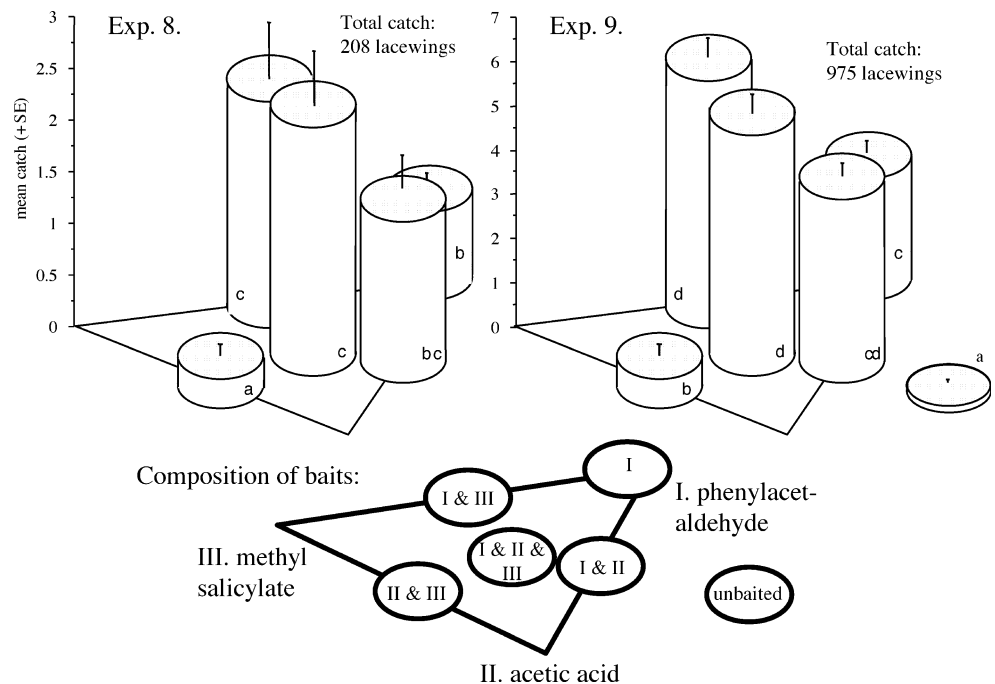 Exp. 8.
Total catch:
208 lacewings
3
2.5
2
1.5
1
0.5
0
mean catch (+SE)
c
c
b
b c
a
Exp. 9.
Total catch:
975 lacewings
7
6
5
4
3
2
1
0
d
d
c
cd
b
a
Composition of baits:
I
I & III
I & II &
III
I & II
II & III
unbaited
I. phenylacet-
aldehyde
III. methyl
salicylate
II. acetic acid